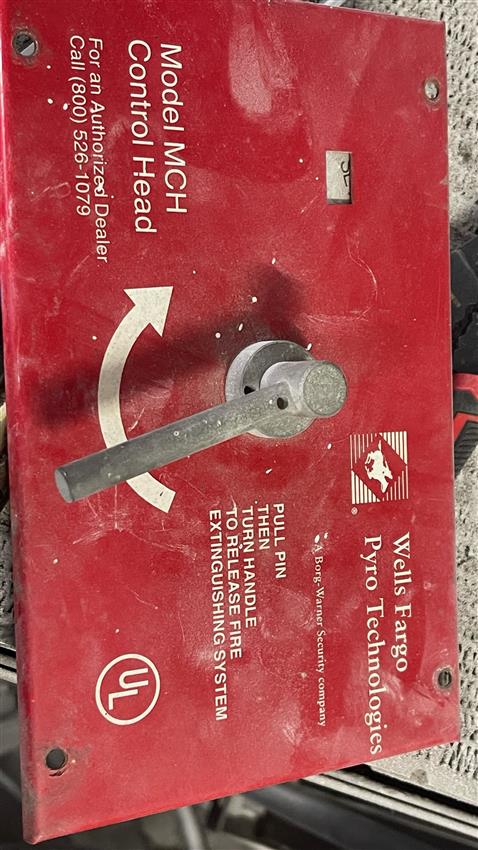 Wells Fargo
Pyro Technologies
®
A Borg-Warner Security company
PULL PIN
THEN
TURN HANDLE
TO RELEASE FIRE
EXTINGUISHING SYSTEM
UL
Model MCH
Control Head
For an Authorized Dealer
Call (800) 526-1079